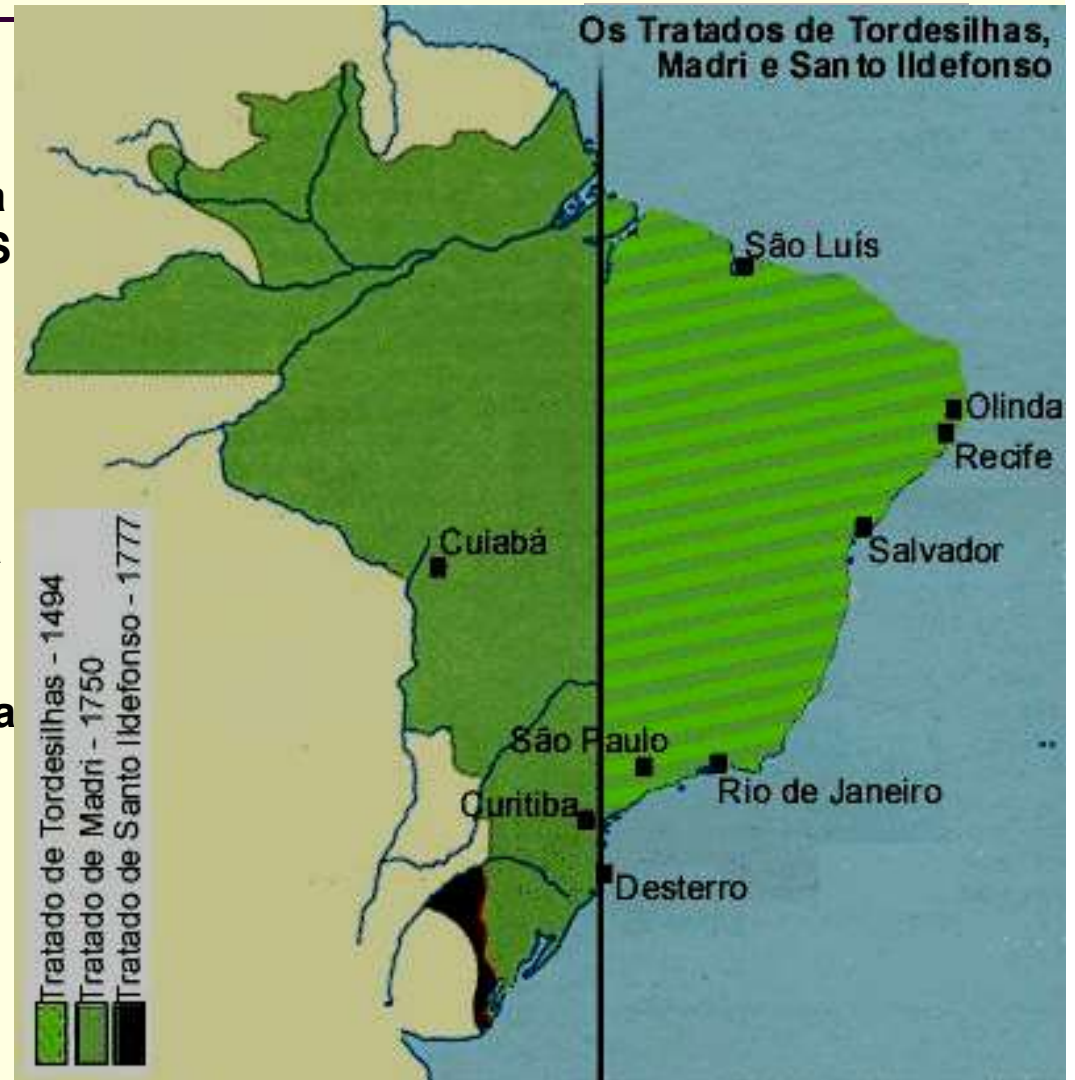 Os Tratados de Tordesilhas,
Madri e Santo Ildefonso
a
s
São Luís
Olinda
Recife
Salvador
Cuiabá
São Paulo
Rio de Janeiro
Curitiba
Desterro
a
Tratado de Tordesilhas - 1494
Tratado de Madri - 1750
Tratado de Santo Ildefonso - 1777